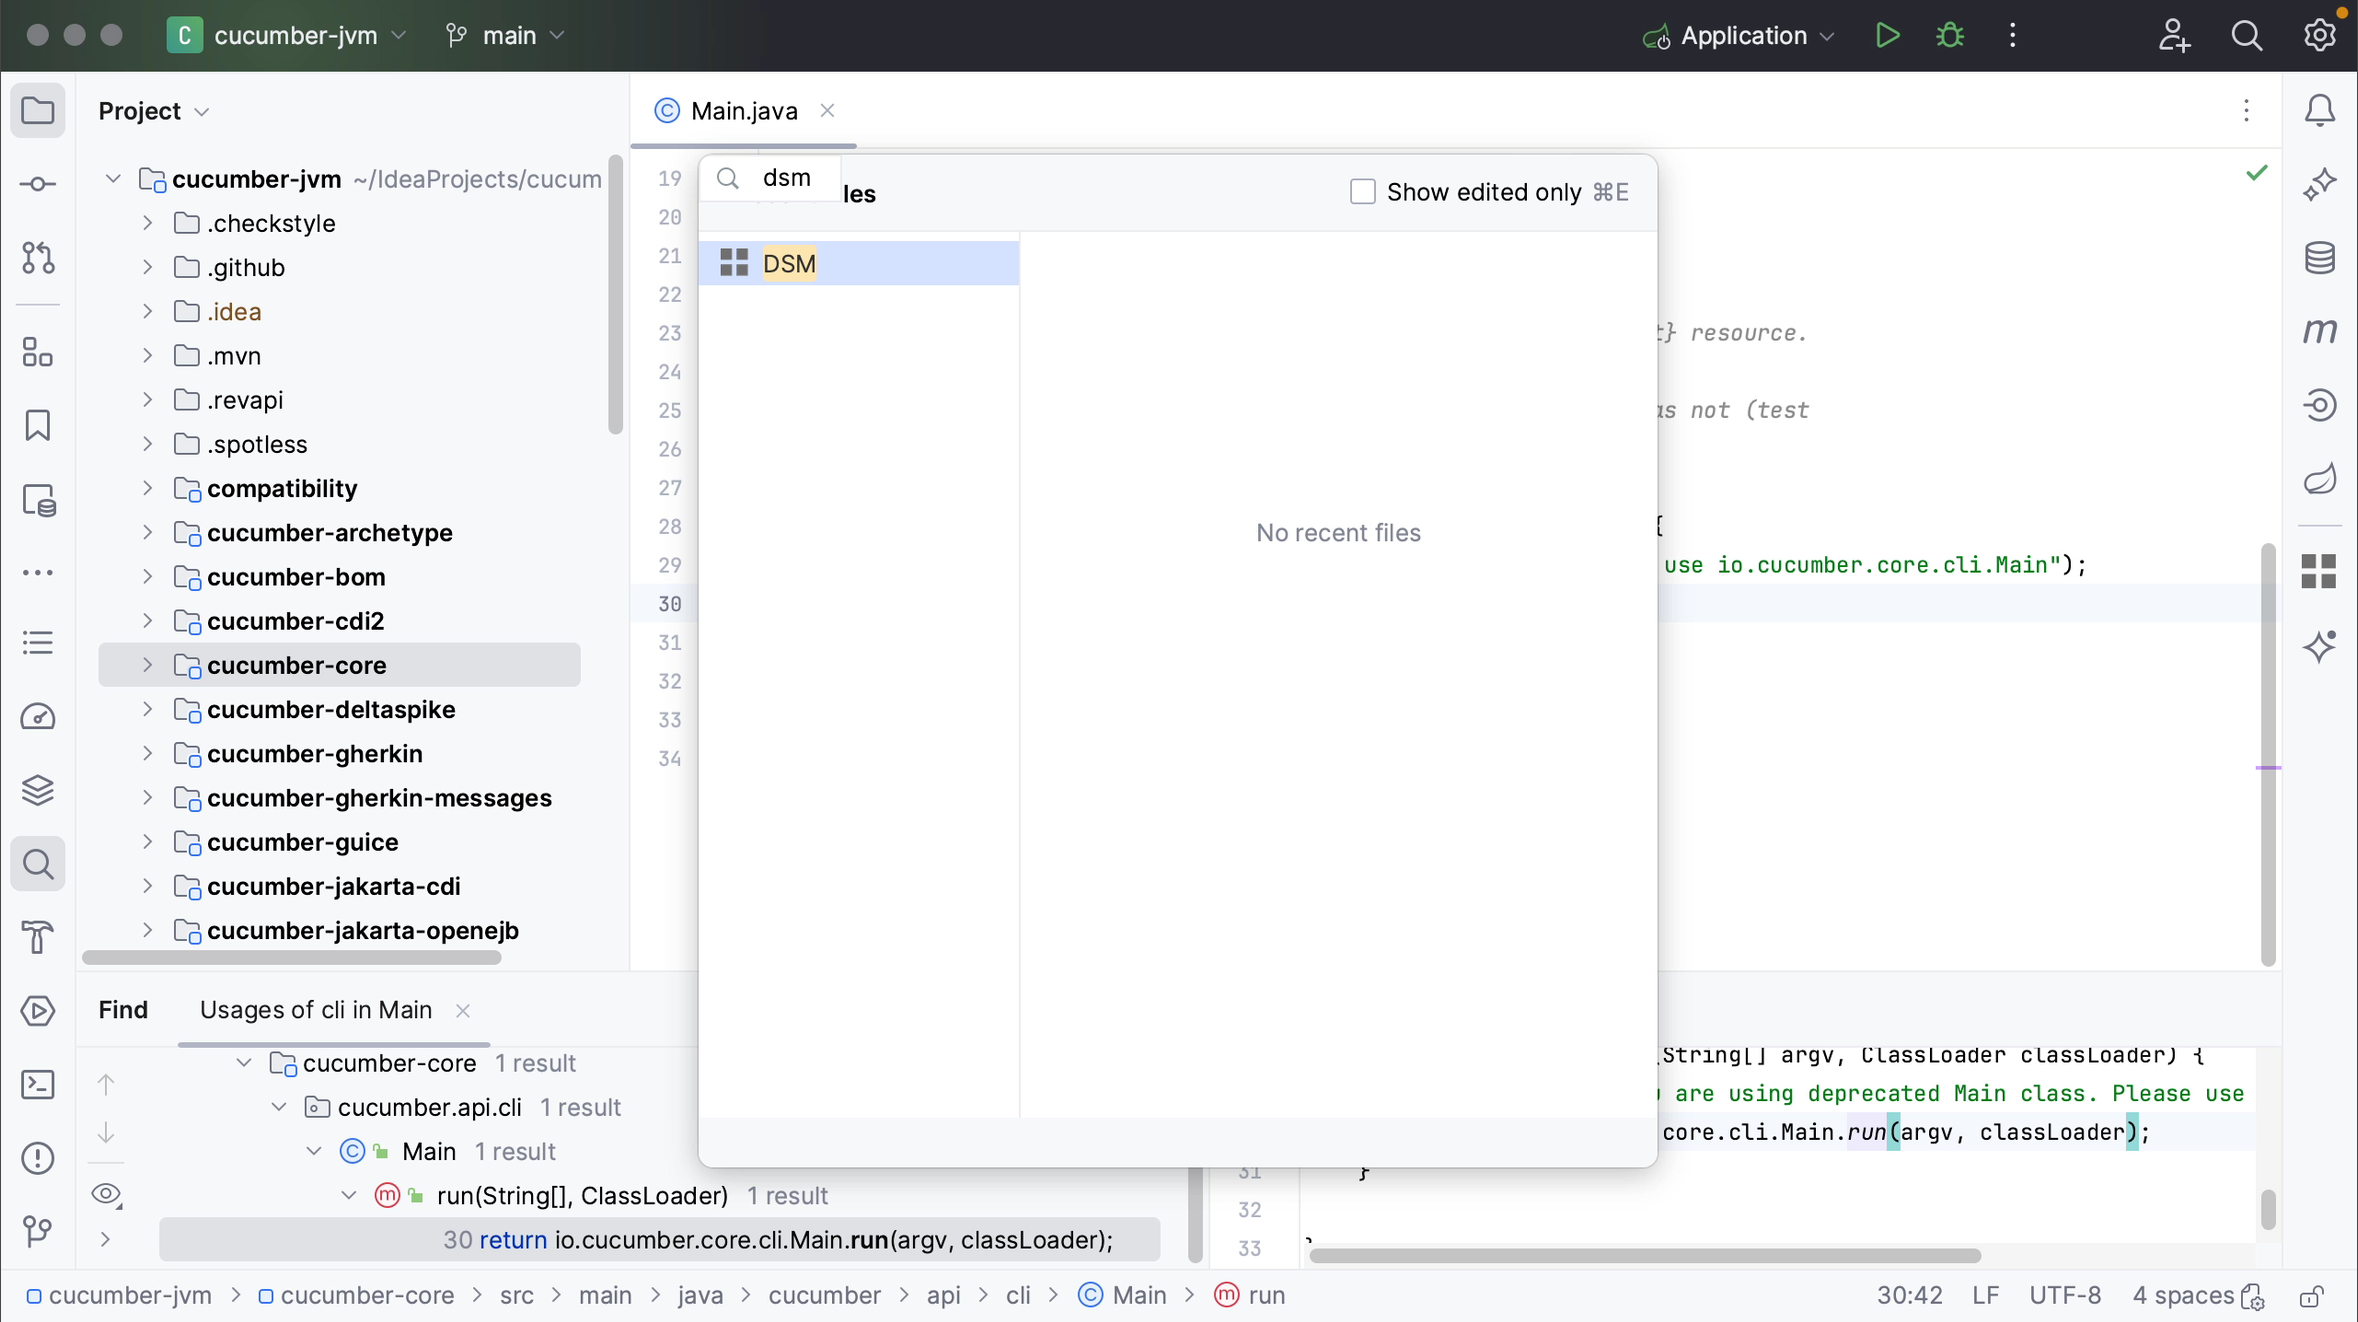 C cucumber-jvm main Application
Project
Main.java
cucumber-jvm ~/IdeaProjects/cucum
.checkstyle
.github
.idea
.mvn
.revapi
.spotless
compatibility
cucumber-archetype
cucumber-bom
cucumber-cdi2
cucumber-core
cucumber-deltaspike
cucumber-gherkin
cucumber-gherkin-messages
cucumber-guice
cucumber-jakarta-cdi
cucumber-jakarta-openejb
19
20
21
22
23
24
25
26
27
28
29
30
31
32
33
34
dsm
les
Show edited only ⌘E
DSM
No recent files
t} resource.
as not (test
{
use io.cucumber.core.cli.Main");
Find
Usages of cli in Main
cucumber-core 1 result
cucumber.api.cli 1 result
Main 1 result
run(String[], ClassLoader) 1 result
30 return io.cucumber.core.cli.Main.run(argv, classLoader);
(String[] argv, ClassLoader classLoader) {
u are using deprecated Main class. Please use
core.cli.Main.run(argv, classLoader);
31 }
32
33 }
cucumber-jvm > cucumber-core > src > main > java > cucumber > api > cli > Main > run
30:42 LF UTF-8 4 spaces